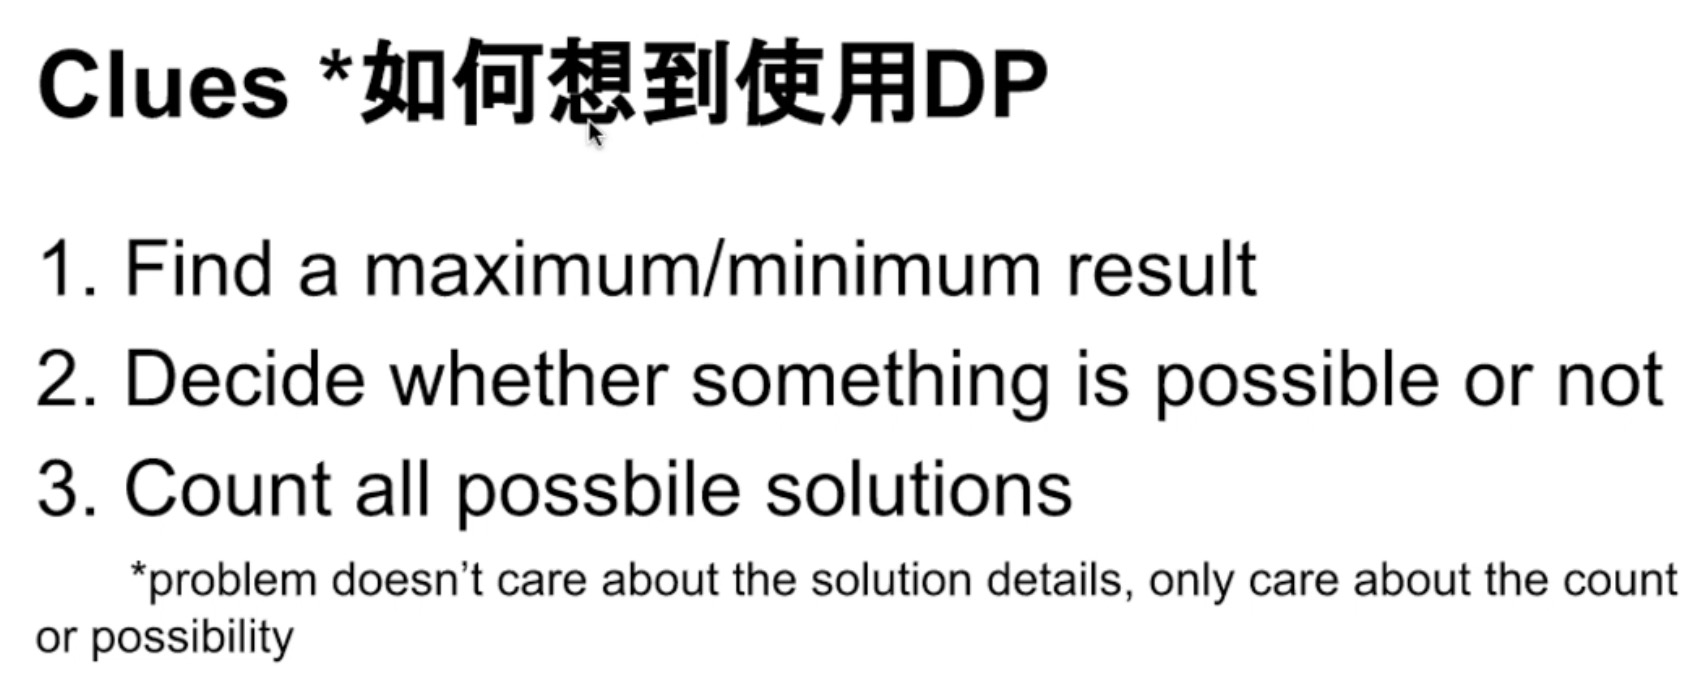 Clues *如何想到使用DP
1. Find a maximum/minimum result
2. Decide whether something is possible or not
3. Count all possbile solutions
*problem doesn’t care about the solution details, only care about the count
or possibility